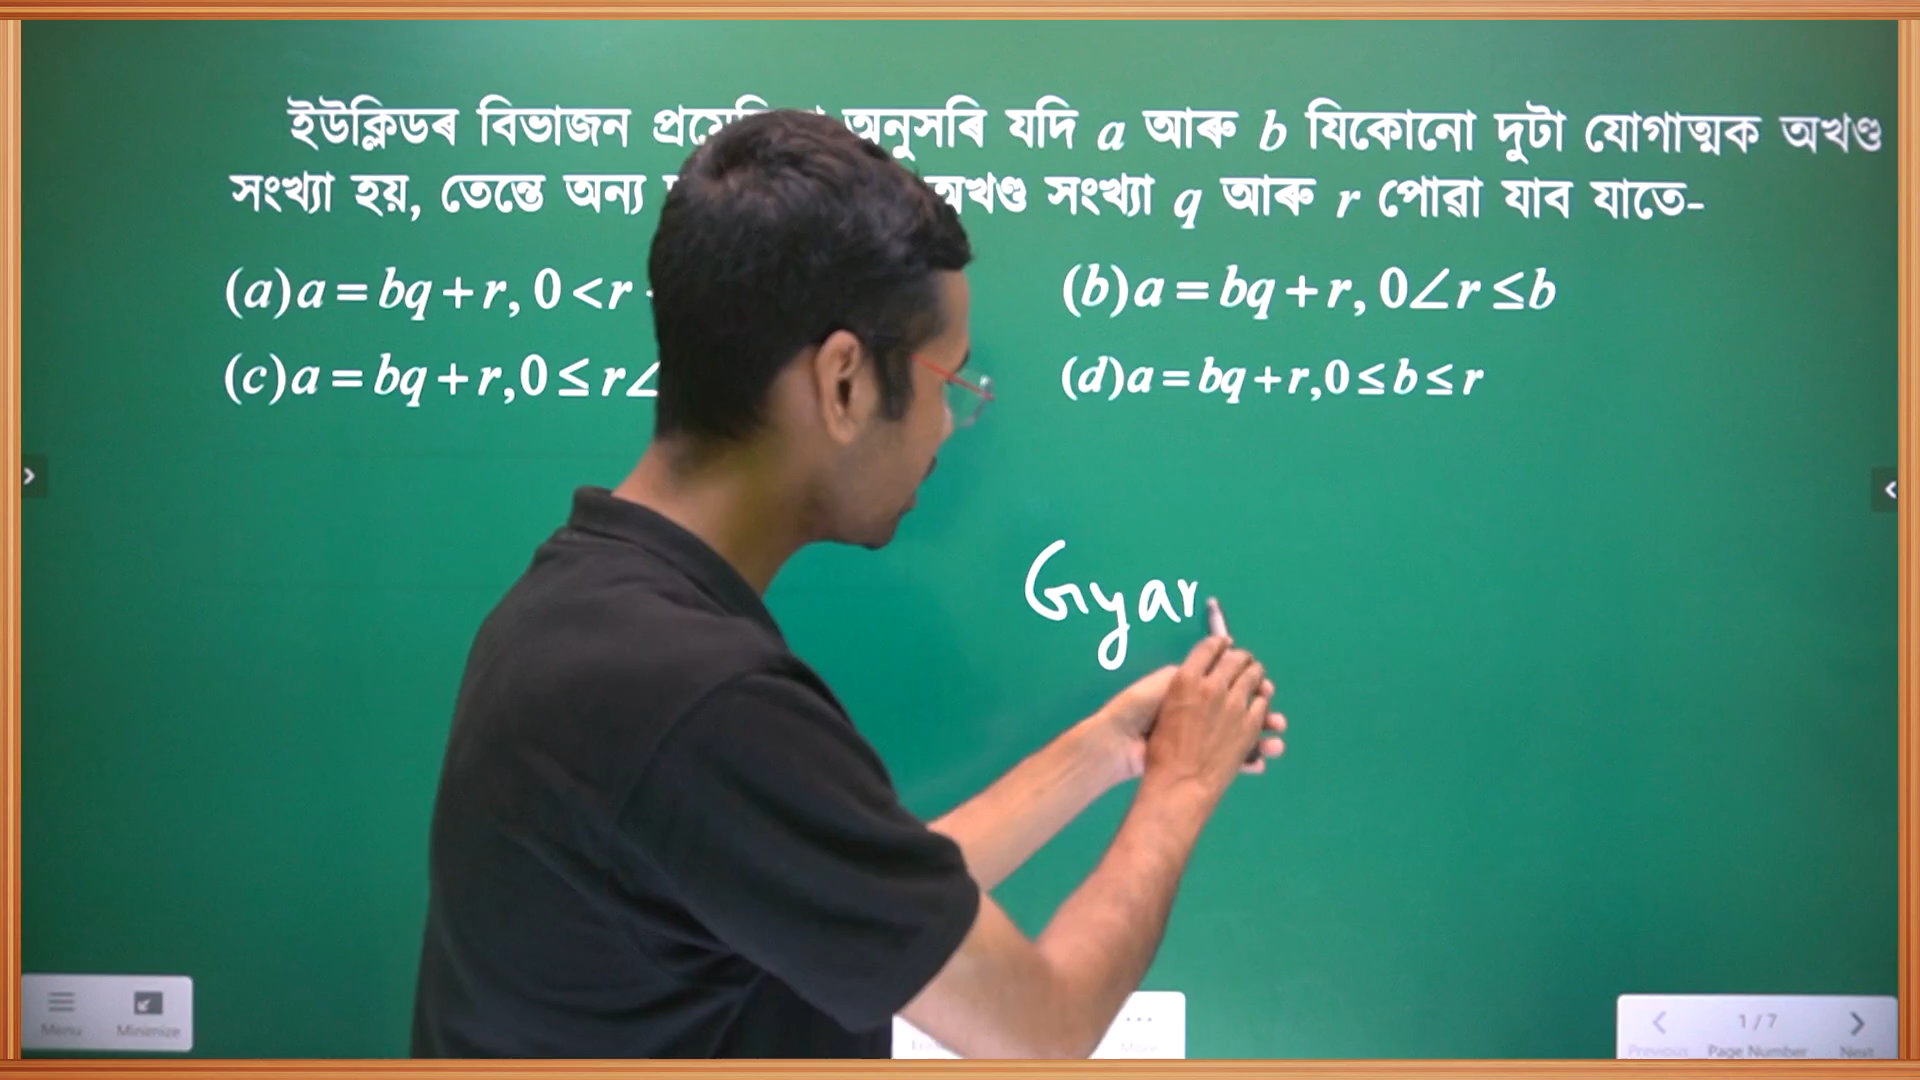 ইউক্লিডৰ বিভাজন অনুসৰি যদি a আৰু b যিকোনো দুটা যোগাত্মক অখণ্ড
সংখ্যা হয়, তেন্তে অন্য অখণ্ড সংখ্যা q আৰু r পোৱা যাব যাতে-
(a) a = bq + r, 0 < r
(b) a = bq + r, 0∠r ≤ b
(c) a = bq + r, 0 ≤ r∠
(d) a = bq + r, 0 ≤ b ≤ r
Gyar
Menu Minimize
More
Previous 1/7 Page Number Next